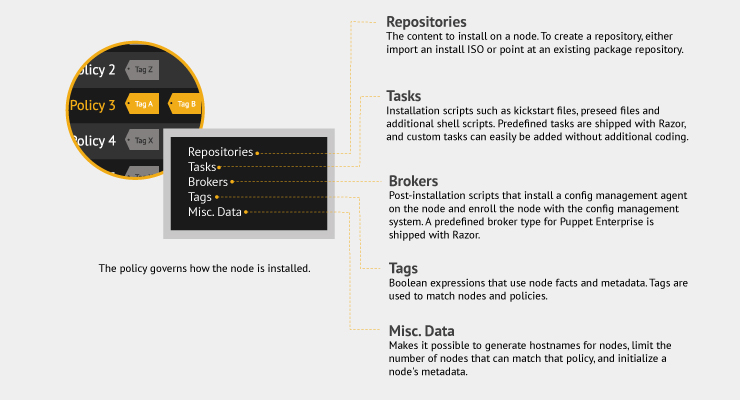 olicy 2
Tag Z
Policy 3
Tag A
Tag B
olicy 4
Tag X
Repositories
Tasks
Brokers
Tags
Misc. Data
The policy governs how the node is installed.
Repositories
The content to install on a node. To create a repository, either
import an install ISO or point at an existing package repository.
Tasks
Installation scripts such as kickstart files, preseed files and
additional shell scripts. Predefined tasks are shipped with Razor,
and custom tasks can easily be added without additional coding.
Brokers
Post-installation scripts that install a config management agent
on the node and enroll the node with the config management
system. A predefined broker type for Puppet Enterprise is
shipped with Razor.
Tags
Boolean expressions that use node facts and metadata. Tags are
used to match nodes and policies.
Misc. Data
Makes it possible to generate hostnames for nodes, limit the
number of nodes that can match that policy, and initialize a
node's metadata.